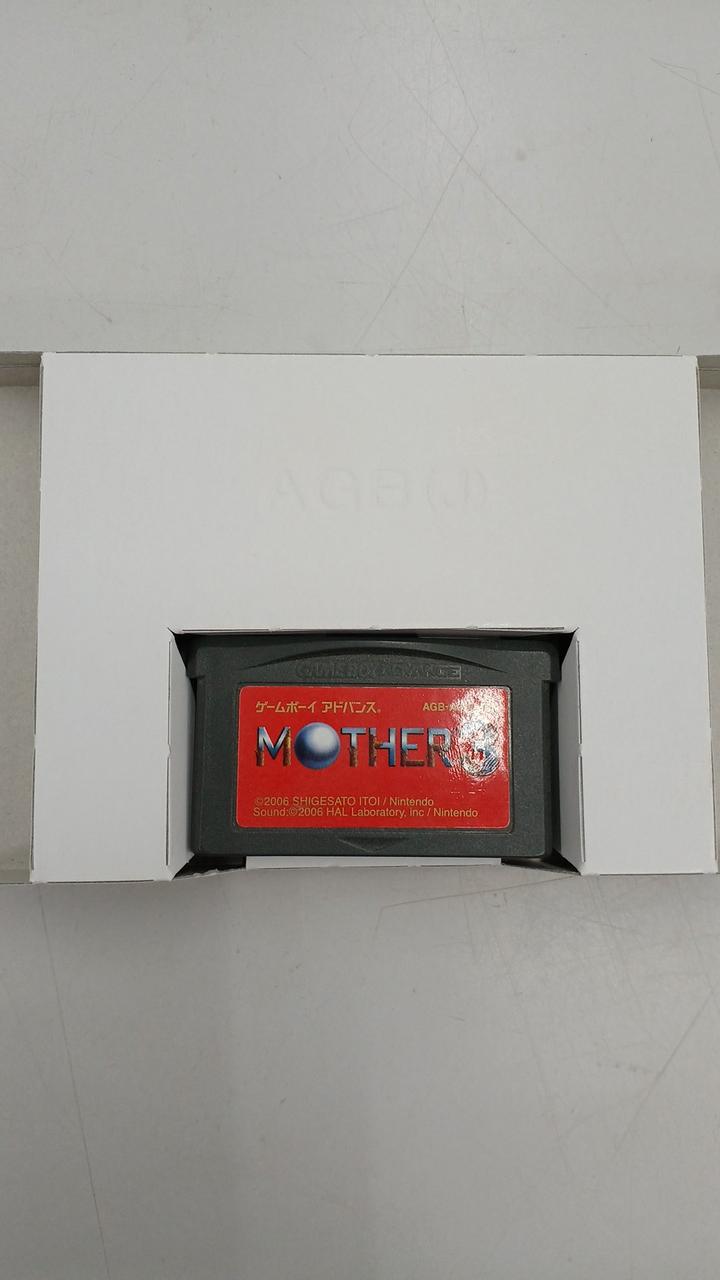 GAME BOY ADVANCE
ゲームボーイ アドバンス® AGB-
MOTHER 3
©2006 SHIGESATO ITOI / Nintendo
Sound:©2006 HAL Laboratory, inc / Nintendo